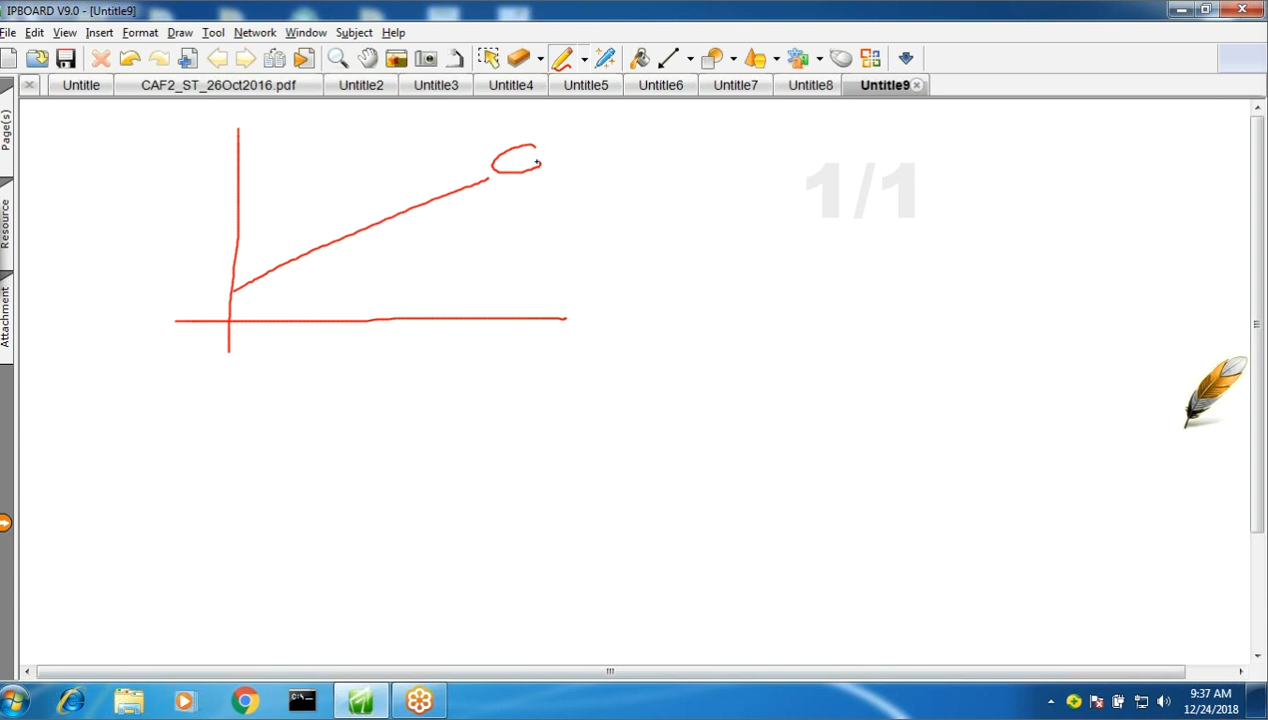 IPBOARD V9.0 - [Untitle9]
File Edit View Insert Format Draw Tool Network Window Subject Help
Untitle CAF2_ST_26Oct2016.pdf Untitle2 Untitle3 Untitle4 Untitle5 Untitle6 Untitle7 Untitle8 Untitle9
Page(s)
Resource
Attachment
C
1/1
9:37 AM
12/24/2018